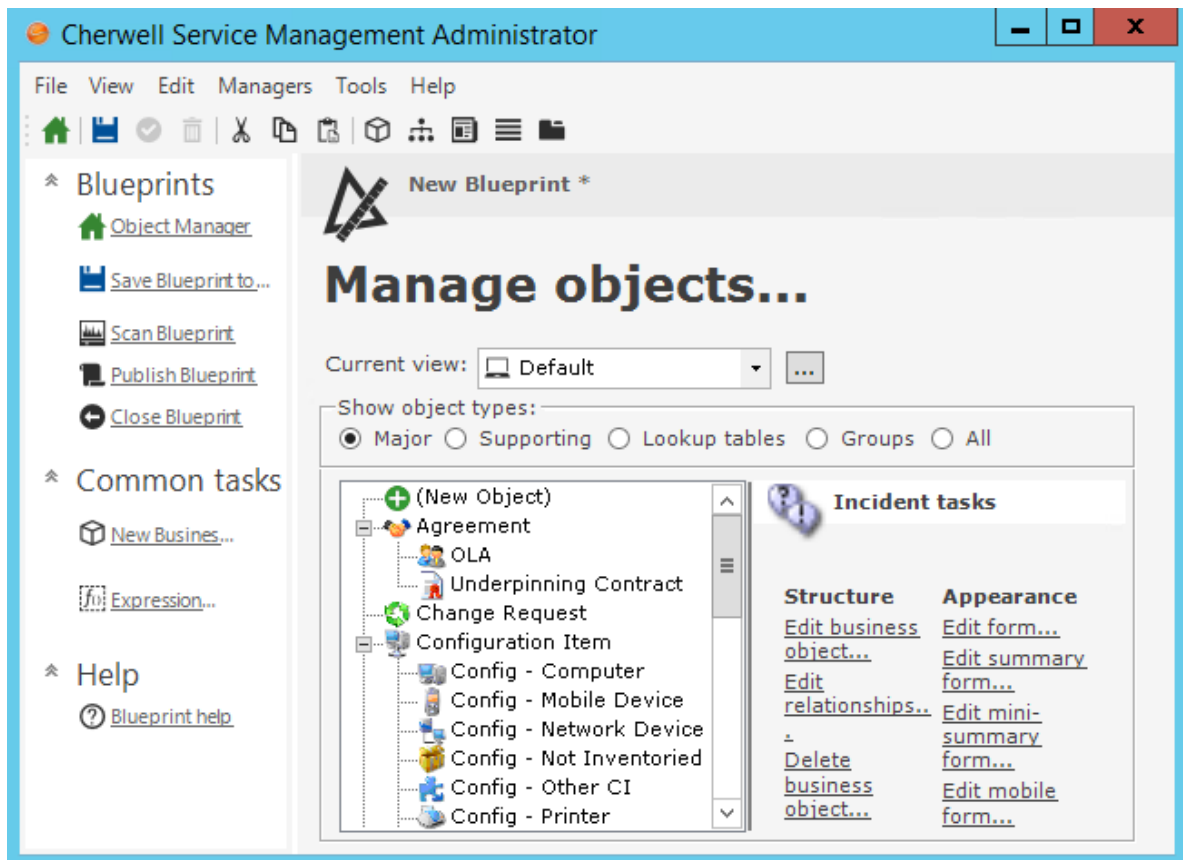 Cherwell Service Management Administrator
File View Edit Managers Tools Help
Blueprints
Object Manager
Save Blueprint to...
Scan Blueprint
Publish Blueprint
Close Blueprint
Common tasks
New Busines...
Expression...
Help
Blueprint help
New Blueprint *
Manage objects...
Current view: Default ...
Show object types:
Major Supporting Lookup tables Groups All
(New Object)
Agreement
OLA
Underpinning Contract
Change Request
Configuration Item
Config - Computer
Config - Mobile Device
Config - Network Device
Config - Not Inventoried
Config - Other CI
Config - Printer
Incident tasks
Structure
Edit business
object...
Edit
relationships..
.
Delete
business
object...
Appearance
Edit form...
Edit summary
form...
Edit mini-
summary
form...
Edit mobile
form...